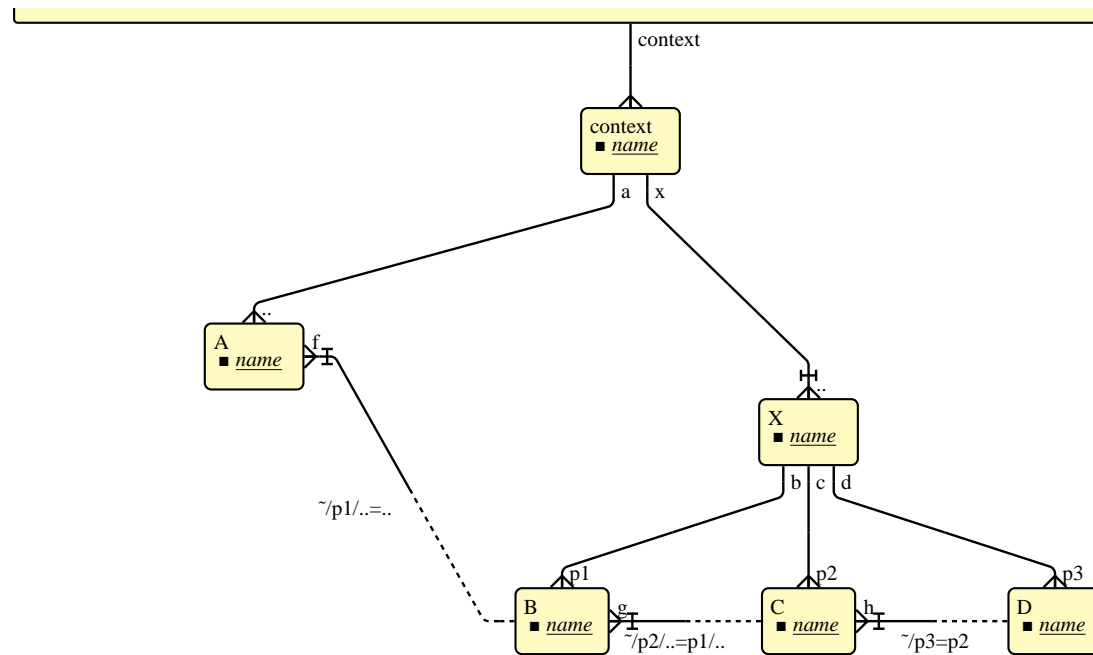 context
context
name
a
x
..
A
f
name
..
X
name
~/p1/..=..
b
c
d
p1
p2
p3
B
g
C
h
D
name
name
name
~/p2/..=p1/..
~/p3=p2